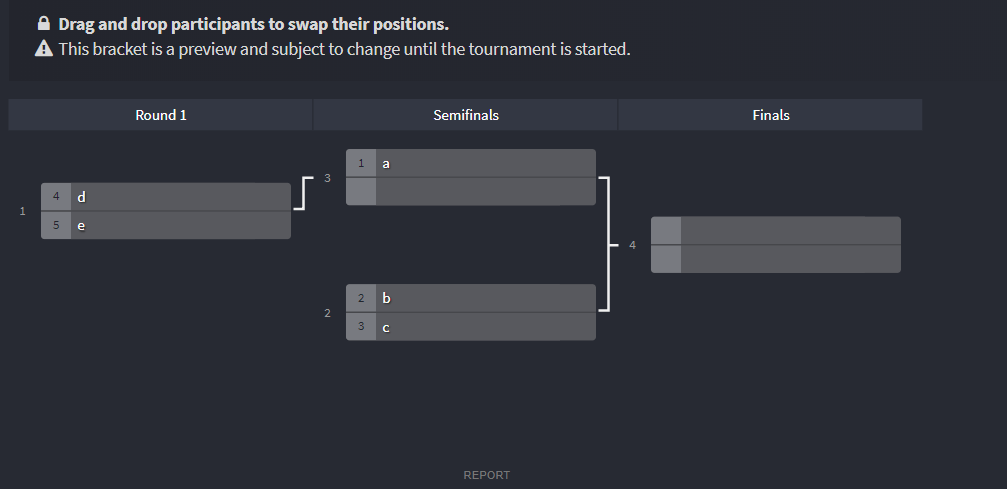 Drag and drop participants to swap their positions.
This bracket is a preview and subject to change until the tournament is started.
Round 1 Semifinals Finals
1
4 d
5 e
3
1 a
2
2 b
3 c
4
REPORT